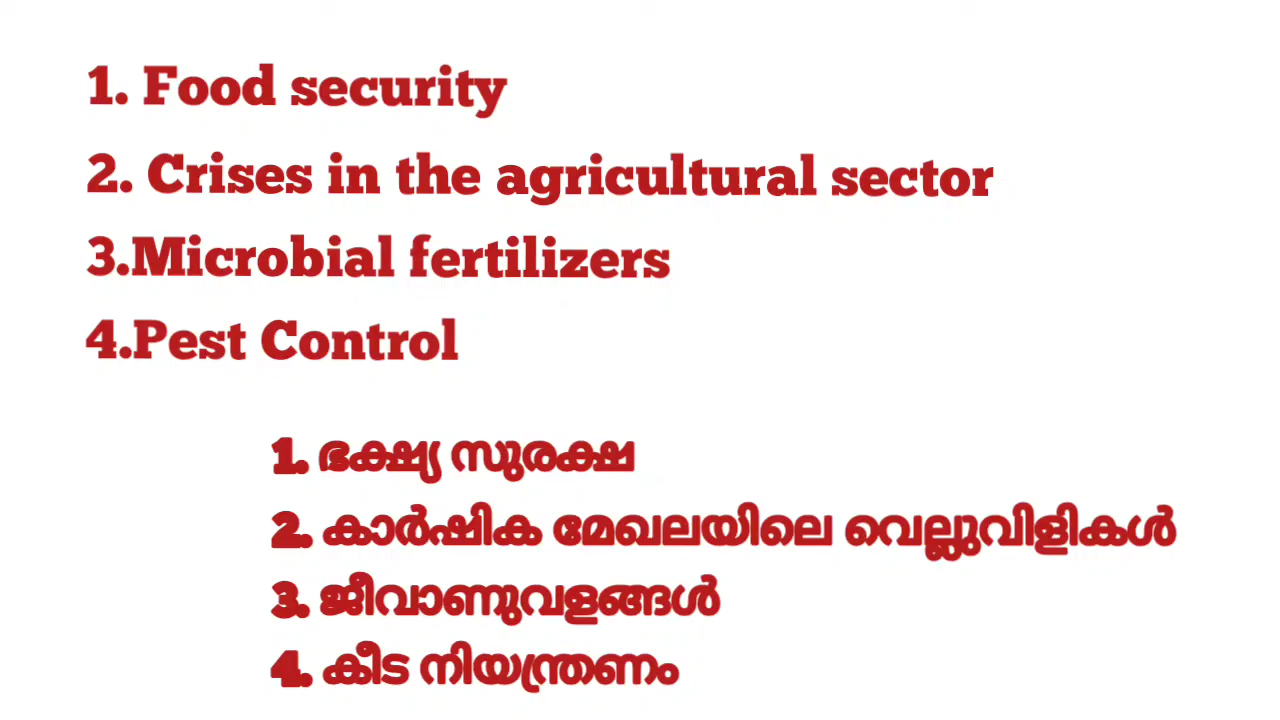 1. Food security
2. Crises in the agricultural sector
3.Microbial fertilizers
4.Pest Control
1. ഭക്ഷ്യ സുരക്ഷ
2. കാർഷിക മേഖലയിലെ വെല്ലുവിളികൾ
3. ജീവാണുവളങ്ങൾ
4. കീട നിയന്ത്രണം